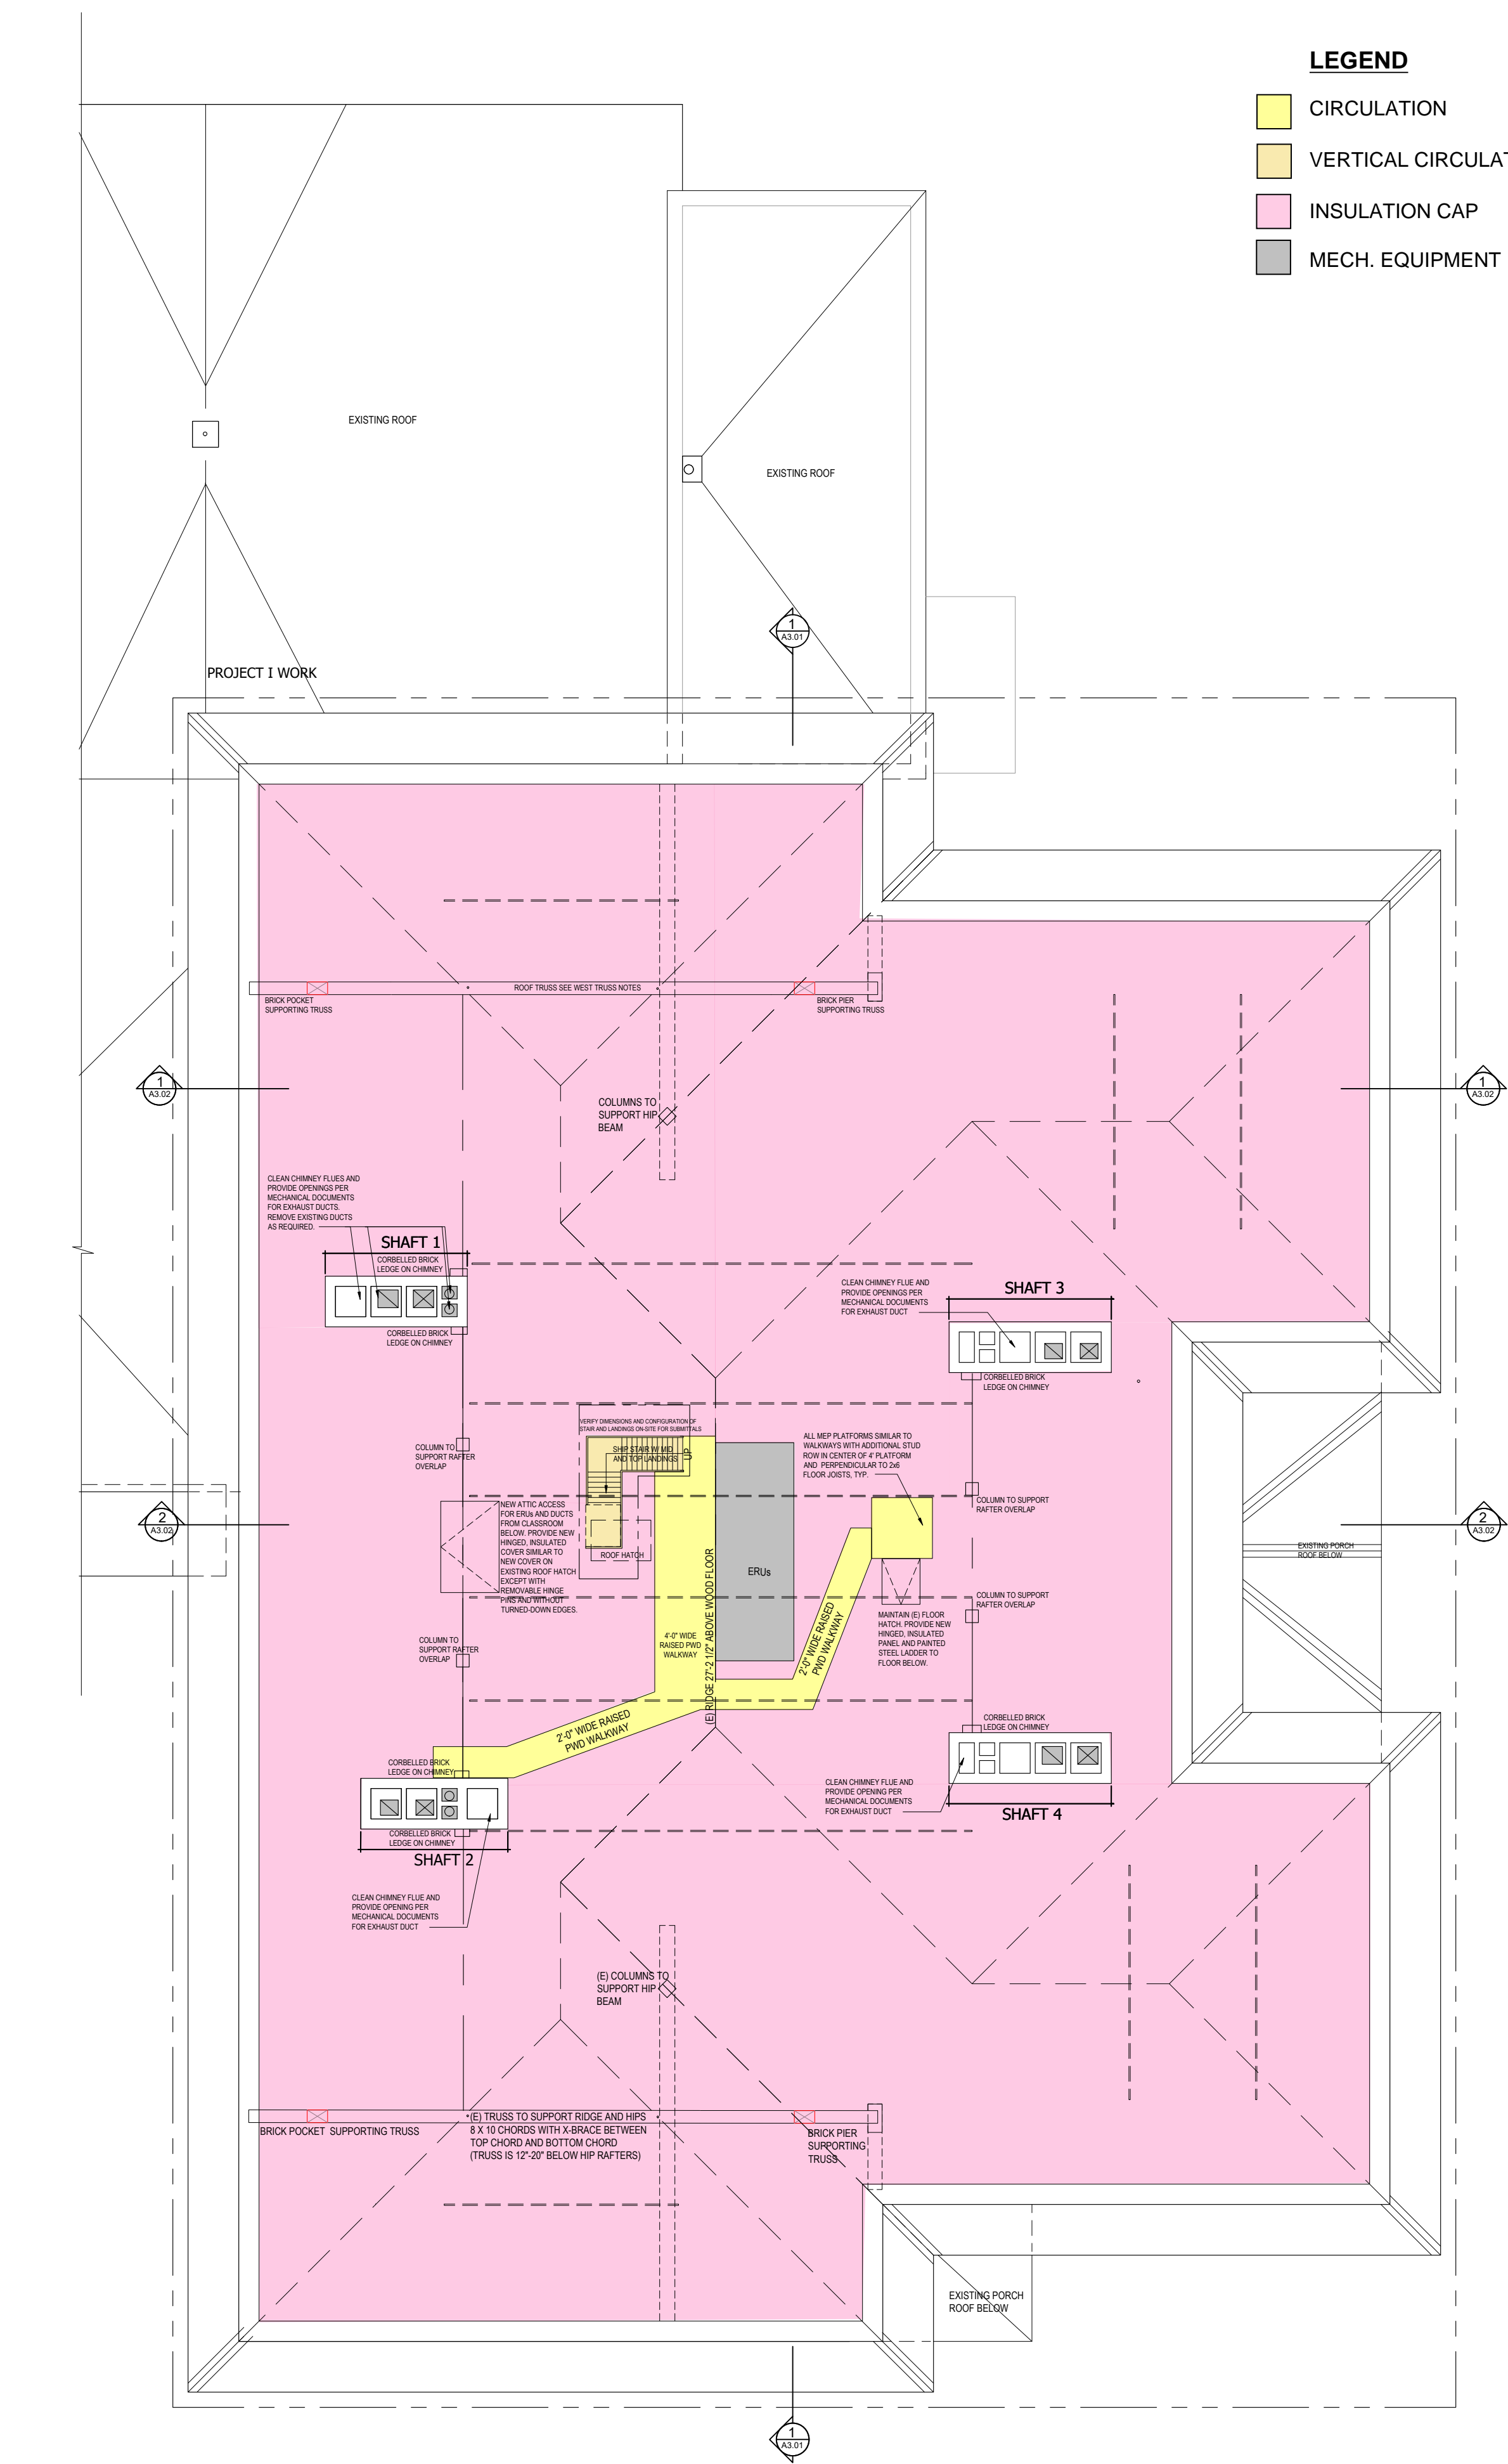 LEGEND
CIRCULATION
VERTICAL CIRCULAT
INSULATION CAP
MECH. EQUIPMENT
EXISTING ROOF
EXISTING ROOF
1
A3.01
PROJECT I WORK
ROOF TRUSS SEE WEST TRUSS NOTES
BRICK POCKET
SUPPORTING TRUSS
BRICK PIER
SUPPORTING TRUSS
1
A3.02
1
A3.02
COLUMNS TO
SUPPORT HIP
BEAM
CLEAN CHIMNEY FLUES AND
PROVIDE OPENINGS PER
MECHANICAL DOCUMENTS
FOR EXHAUST DUCTS.
REMOVE EXISTING DUCTS
AS REQUIRED.
SHAFT 1
CORBELLED BRICK
LEDGE ON CHIMNEY
CORBELLED BRICK
LEDGE ON CHIMNEY
CLEAN CHIMNEY FLUE AND
PROVIDE OPENINGS PER
MECHANICAL DOCUMENTS
FOR EXHAUST DUCT
SHAFT 3
CORBELLED BRICK
LEDGE ON CHIMNEY
VERIFY DIMENSIONS AND CONFIGURATION OF
STAIR AND LANDINGS ON-SITE FOR SUBMITTALS
SHIP STAIR W/ MID
AND TOP LANDINGS
UP
COLUMN TO
SUPPORT RAFTER
OVERLAP
ALL MEP PLATFORMS SIMILAR TO
WALKWAYS WITH ADDITIONAL STUD
ROW IN CENTER OF 4' PLATFORM
AND PERPENDICULAR TO 2x6
FLOOR JOISTS, TYP.
COLUMN TO SUPPORT
RAFTER OVERLAP
NEW ATTIC ACCESS
FOR ERUs AND DUCTS
FROM CLASSROOM
BELOW. PROVIDE NEW
HINGED, INSULATED
COVER SIMILAR TO
NEW COVER ON
EXISTING ROOF HATCH
EXCEPT WITH
REMOVABLE HINGE
PINS AND WITHOUT
TURNED-DOWN EDGES.
ROOF HATCH
2
A3.02
2
A3.02
EXISTING PORCH
ROOF BELOW
ERUs
(E) RIDGE 27'-2 1/2" ABOVE WOOD FLOOR
COLUMN TO SUPPORT
RAFTER OVERLAP
MAINTAIN (E) FLOOR
HATCH. PROVIDE NEW
HINGED, INSULATED
PANEL AND PAINTED
STEEL LADDER TO
FLOOR BELOW.
4'-0" WIDE
RAISED PWD
WALKWAY
2'-0" WIDE RAISED
PWD WALKWAY
COLUMN TO
SUPPORT RAFTER
OVERLAP
2'-0" WIDE RAISED
PWD WALKWAY
CORBELLED BRICK
LEDGE ON CHIMNEY
CORBELLED BRICK
LEDGE ON CHIMNEY
CLEAN CHIMNEY FLUE AND
PROVIDE OPENING PER
MECHANICAL DOCUMENTS
FOR EXHAUST DUCT
SHAFT 4
CORBELLED BRICK
LEDGE ON CHIMNEY
SHAFT 2
CLEAN CHIMNEY FLUE AND
PROVIDE OPENING PER
MECHANICAL DOCUMENTS
FOR EXHAUST DUCT
(E) COLUMNS TO
SUPPORT HIP
BEAM
BRICK POCKET SUPPORTING TRUSS
(E) TRUSS TO SUPPORT RIDGE AND HIPS
8 X 10 CHORDS WITH X-BRACE BETWEEN
TOP CHORD AND BOTTOM CHORD
(TRUSS IS 12"-20" BELOW HIP RAFTERS)
BRICK PIER
SUPPORTING
TRUSS
EXISTING PORCH
ROOF BELOW
1
A3.01